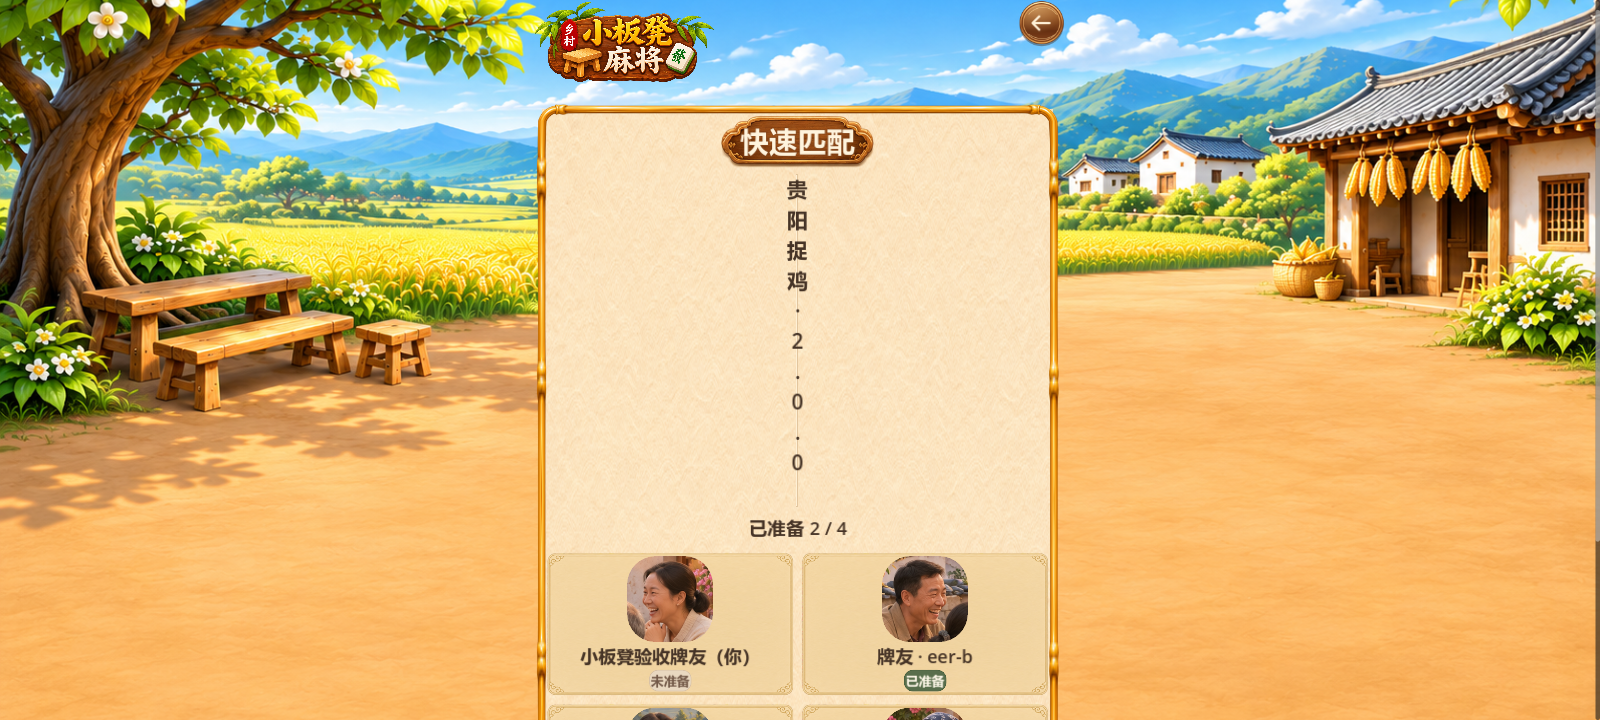 乡村
小板凳
麻将
發
快速匹配
贵
阳
捉
鸡
·
2
.
0
.
0
已准备 2 / 4
小板凳验收牌友（你）
未准备
牌友 · eer-b
已准备